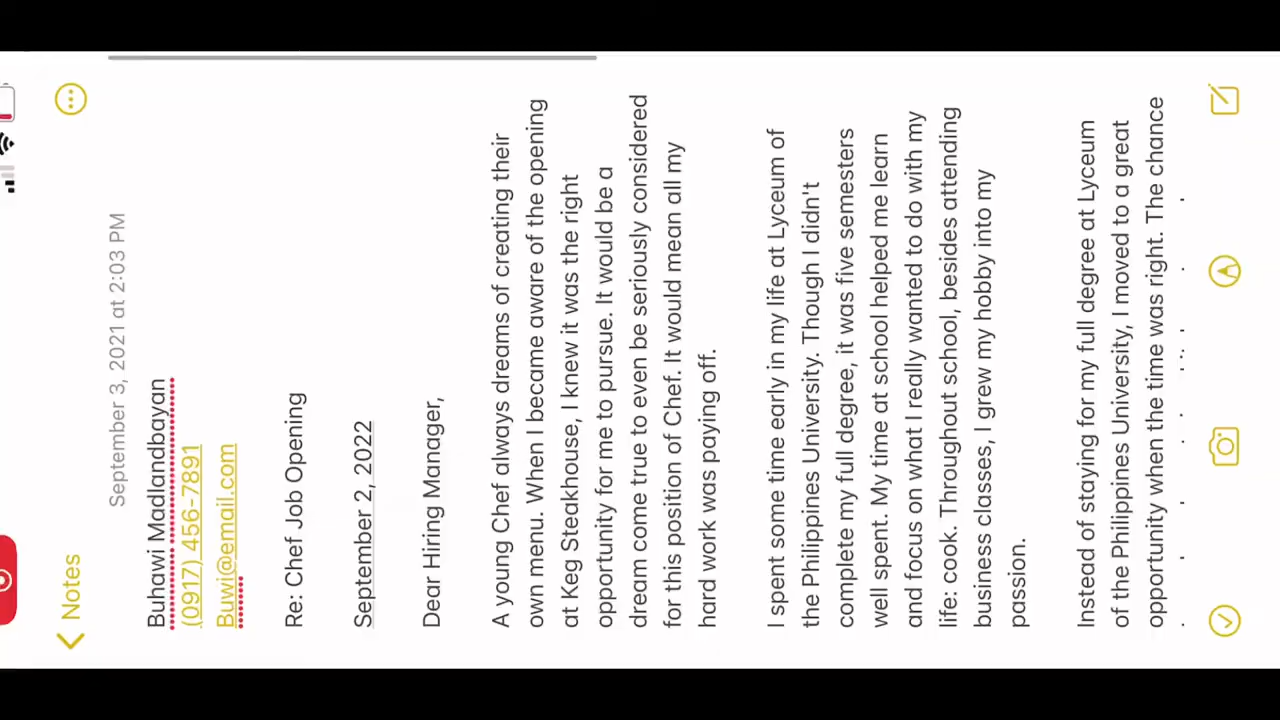 Notes
September 3, 2021 at 2:03 PM
Buhawi Madlandbayan
(0917) 456-7891
Buwi@email.com
Re: Chef Job Opening
September 2, 2022
Dear Hiring Manager,
A young Chef always dreams of creating their
own menu. When I became aware of the opening
at Keg Steakhouse, I knew it was the right
opportunity for me to pursue. It would be a
dream come true to even be seriously considered
for this position of Chef. It would mean all my
hard work was paying off.
I spent some time early in my life at Lyceum of
the Philippines University. Though I didn't
complete my full degree, it was five semesters
well spent. My time at school helped me learn
and focus on what I really wanted to do with my
life: cook. Throughout school, besides attending
business classes, I grew my hobby into my
passion.
Instead of staying for my full degree at Lyceum
of the Philippines University, I moved to a great
opportunity when the time was right. The chance